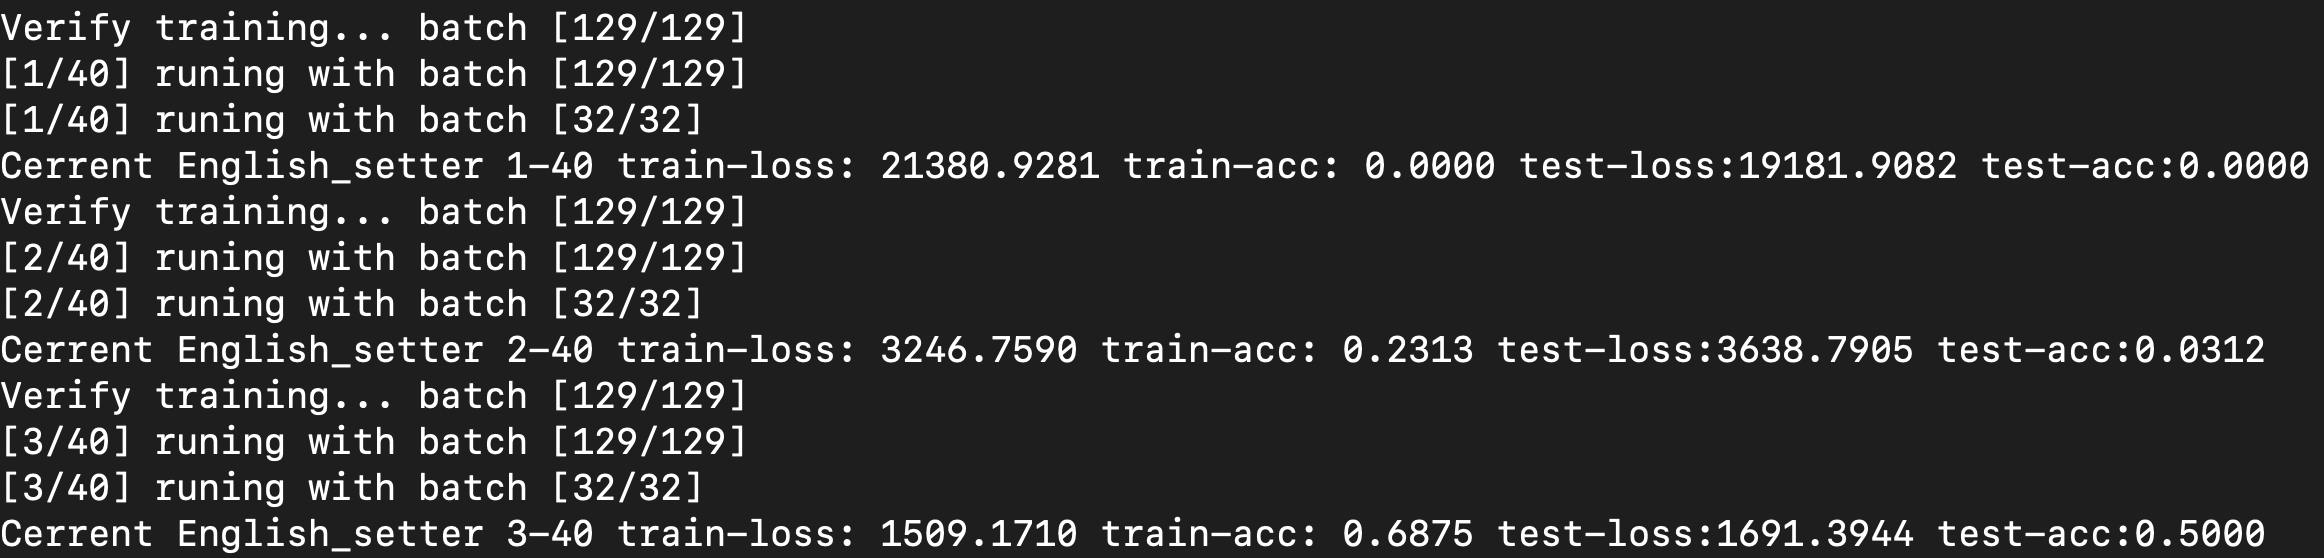 Verify training... batch [129/129]
[1/40] runing with batch [129/129]
[1/40] runing with batch [32/32]
Cerrent English_setter 1-40 train-loss: 21380.9281 train-acc: 0.0000 test-loss:19181.9082 test-acc:0.0000
Verify training... batch [129/129]
[2/40] runing with batch [129/129]
[2/40] runing with batch [32/32]
Cerrent English_setter 2-40 train-loss: 3246.7590 train-acc: 0.2313 test-loss:3638.7905 test-acc:0.0312
Verify training... batch [129/129]
[3/40] runing with batch [129/129]
[3/40] runing with batch [32/32]
Cerrent English_setter 3-40 train-loss: 1509.1710 train-acc: 0.6875 test-loss:1691.3944 test-acc:0.5000